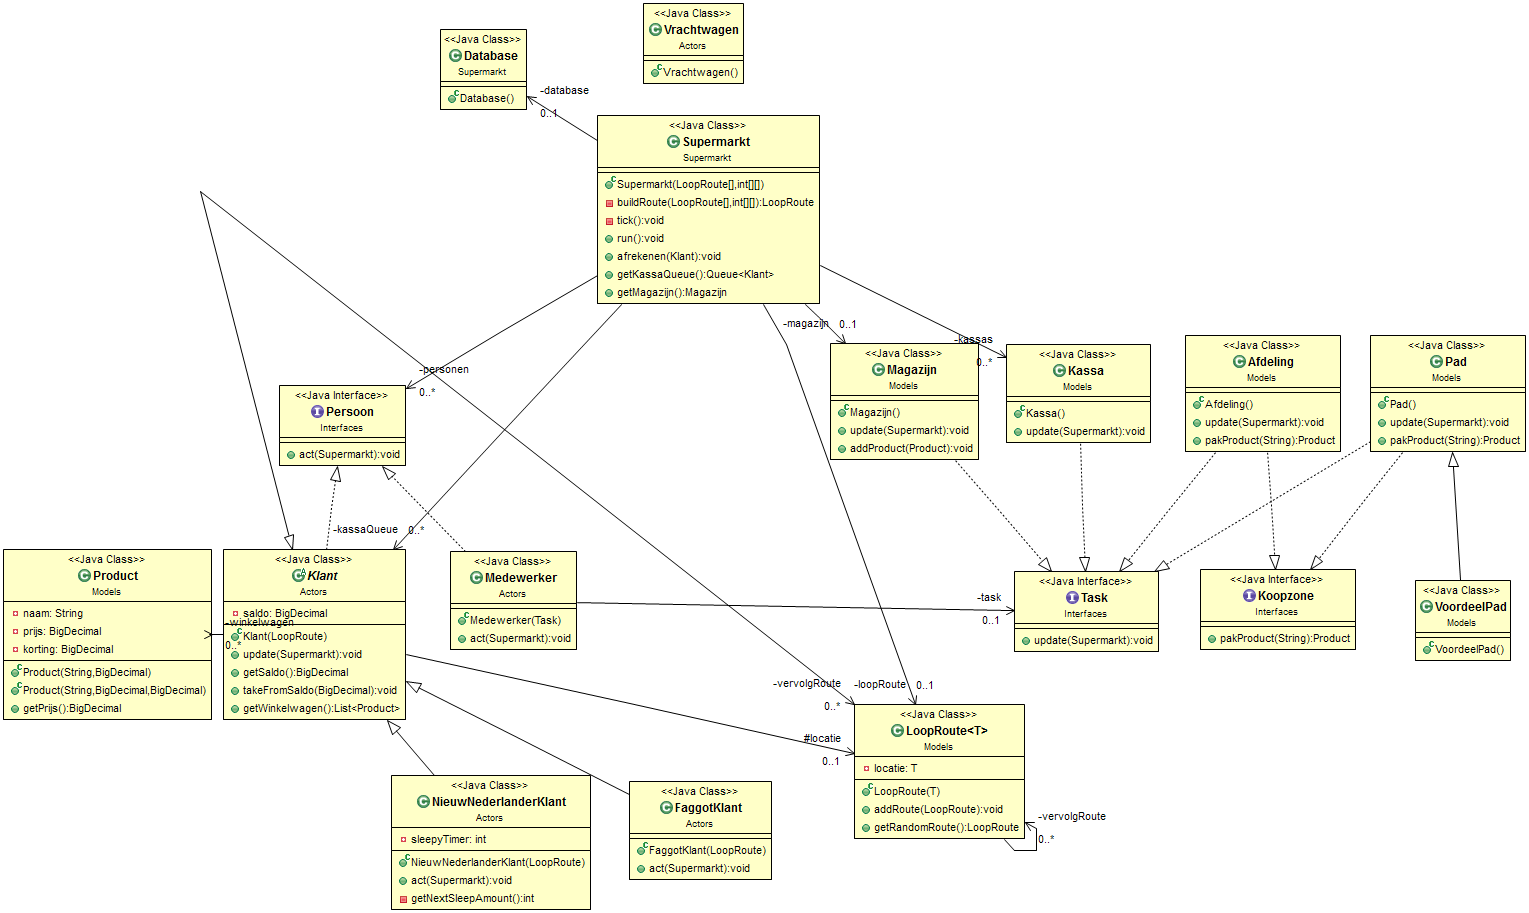 <<Java Class>>
Vrachtwagen
Actors
Vrachtwagen()
<<Java Class>>
Database
Supermarkt
Database()
-database
0..1
<<Java Class>>
Supermarkt
Supermarkt
Supermarkt(LoopRoute[],int[][])
buildRoute(LoopRoute[],int[][]):LoopRoute
tick():void
run():void
afrekenen(Klant):void
getKassaQueue():Queue<Klant>
getMagazijn():Magazijn
-magazijn
0..1
-kassas
0..*
-personen
0..*
<<Java Class>>
Magazijn
Models
Magazijn()
update(Supermarkt):void
addProduct(Product):void
<<Java Class>>
Kassa
Models
Kassa()
update(Supermarkt):void
<<Java Class>>
Afdeling
Models
Afdeling()
update(Supermarkt):void
pakProduct(String):Product
<<Java Class>>
Pad
Models
Pad()
update(Supermarkt):void
pakProduct(String):Product
<<Java Interface>>
Persoon
Interfaces
act(Supermarkt):void
-kassaQueue
0..*
<<Java Class>>
Product
Models
naam: String
prijs: BigDecimal
korting: BigDecimal
Product(String,BigDecimal)
Product(String,BigDecimal,BigDecimal)
getPrijs():BigDecimal
-winkelwagen
0..*
<<Java Class>>
Klant
Actors
saldo: BigDecimal
Klant(LoopRoute)
update(Supermarkt):void
getSaldo():BigDecimal
takeFromSaldo(BigDecimal):void
getWinkelwagen():List<Product>
<<Java Class>>
Medewerker
Actors
Medewerker(Task)
act(Supermarkt):void
-task
0..1
<<Java Interface>>
Task
Interfaces
update(Supermarkt):void
<<Java Interface>>
Koopzone
Interfaces
pakProduct(String):Product
<<Java Class>>
VoordeelPad
Models
VoordeelPad()
-vervolgRoute
0..*
-loopRoute
0..1
#locatie
0..1
<<Java Class>>
LoopRoute<T>
Models
locatie: T
LoopRoute(T)
addRoute(LoopRoute):void
getRandomRoute():LoopRoute
-vervolgRoute
0..*
<<Java Class>>
NieuwNederlanderKlant
Actors
sleepyTimer: int
NieuwNederlanderKlant(LoopRoute)
act(Supermarkt):void
getNextSleepAmount():int
<<Java Class>>
FaggotKlant
Actors
FaggotKlant(LoopRoute)
act(Supermarkt):void